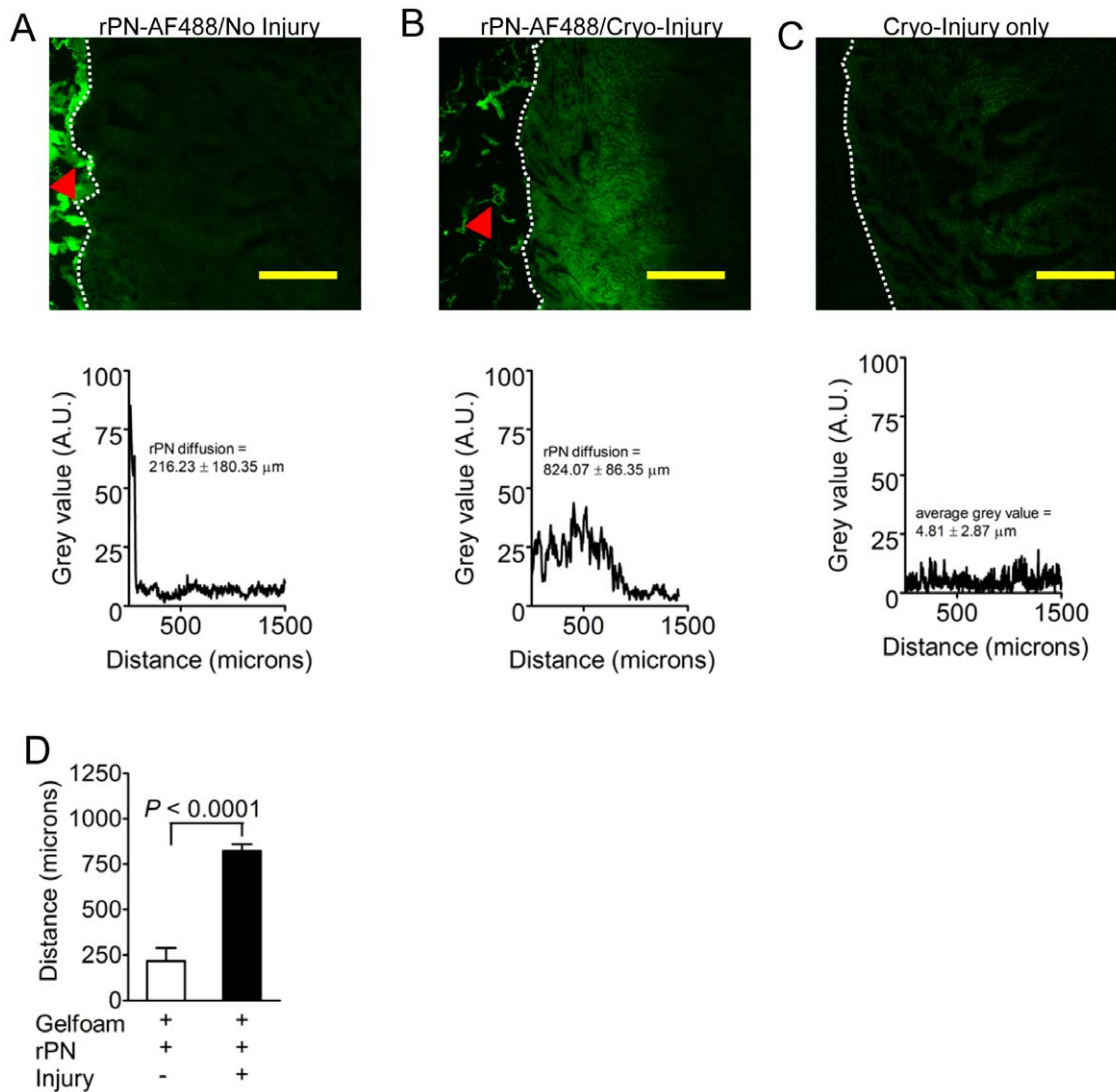 A
rPN-AF488/No Injury
B
rPN-AF488/Cryo-Injury
C
Cryo-Injury only
Grey value (A.U.)
100
75
50
25
0
rPN diffusion =
216.23 ± 180.35 μm
500
1500
Distance (microns)
Grey value (A.U.)
100
75
50
25
0
rPN diffusion =
824.07 ± 86.35 μm
500
1500
Distance (microns)
Grey value (A.U.)
100
75
50
25
0
average grey value =
4.81 ± 2.87 μm
500
1500
Distance (microns)
D
Distance (microns)
1250
1000
750
500
250
0
P < 0.0001
Gelfoam + +
rPN + +
Injury - +